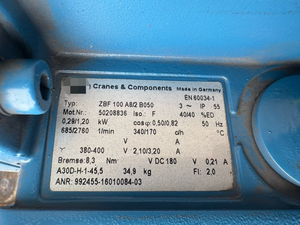 Cranes & Components Made in Germany
Typ: ZBF 100 A8/2 B050 EN 60034-1
3 ~ IP 55
Mot.Nr.: 50208836 Iso.: F 40/40 %ED
0,29/1,20 kW cosφ: 0,50/0,82 50 Hz
685/2760 1/min 340/170 c/h °C
V A
Y 380-400 V 2,10/3,20 A
V A
Bremse: 8,3 Nm V DC 180 V 0,21 A
A30D-H-1-45,5 34,9 kg Fl: 2,0
ANR: 992455-16010084-03